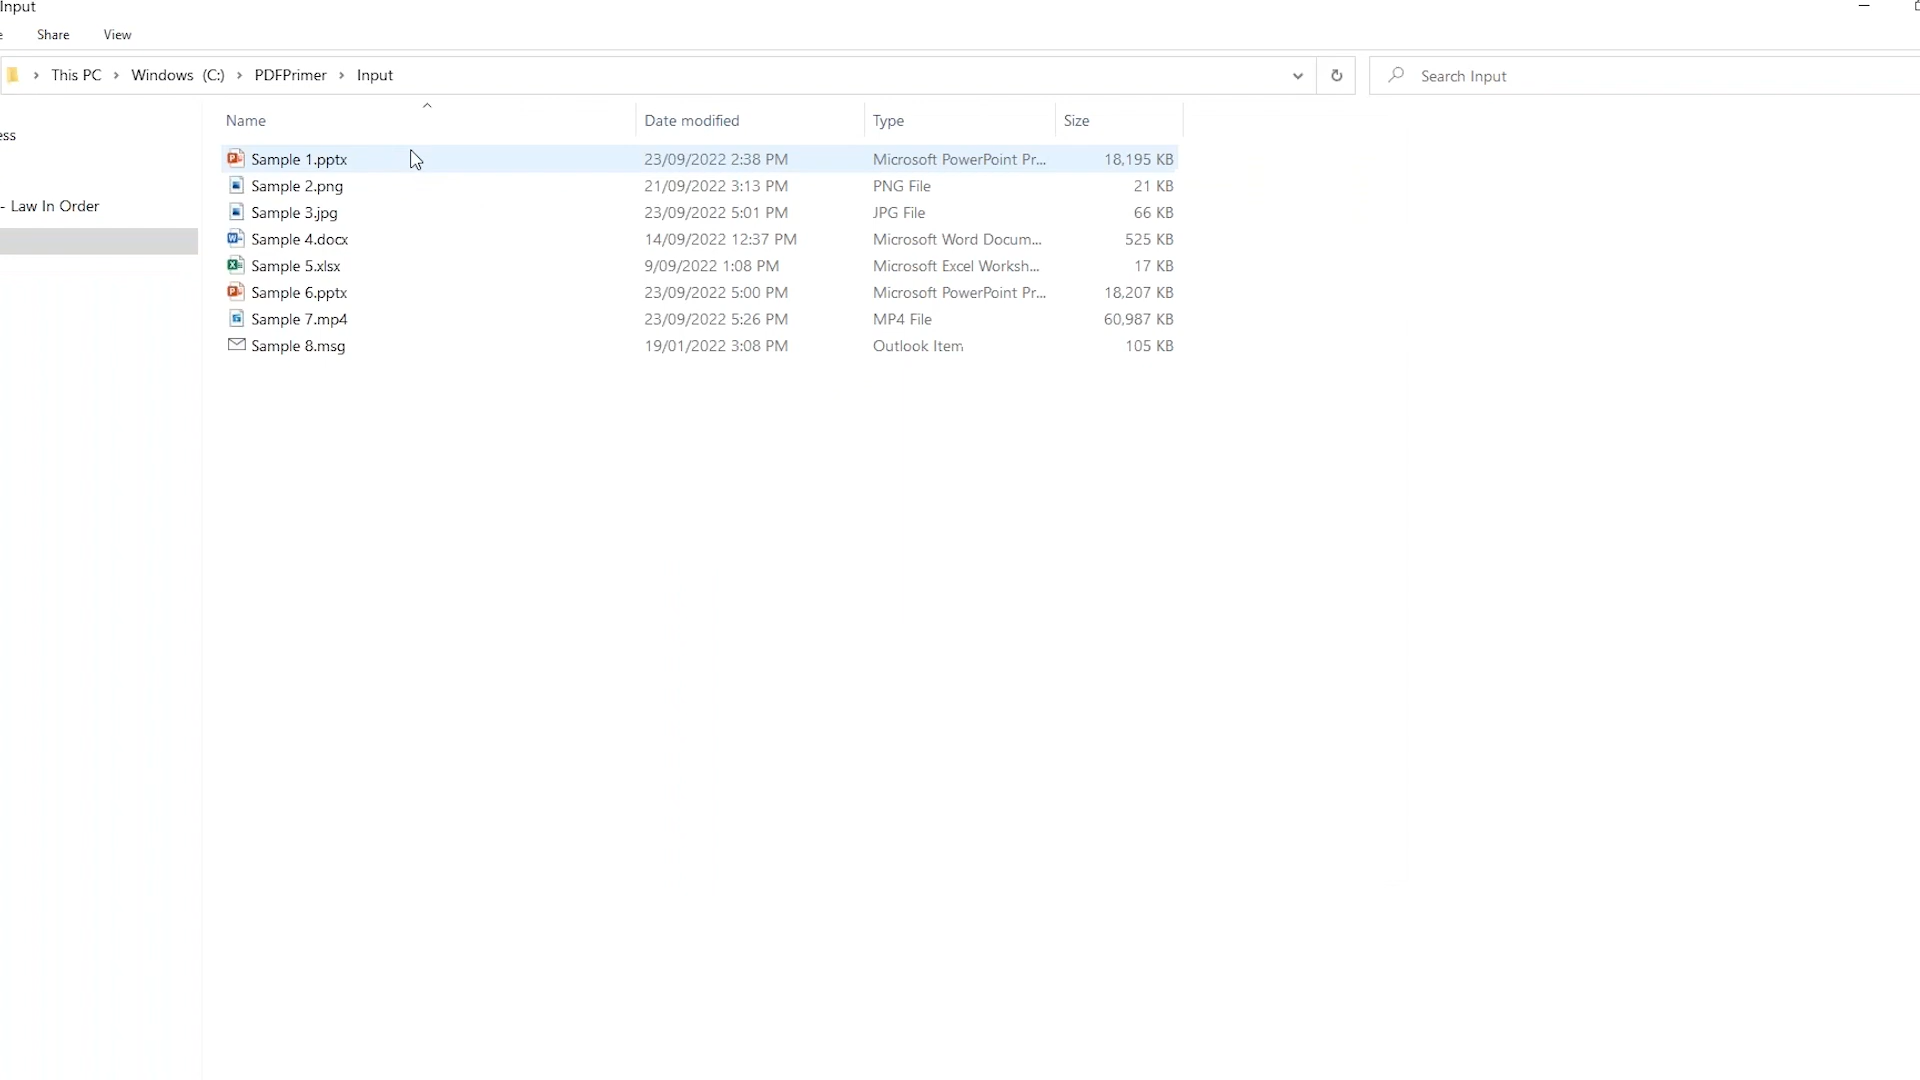 Input
Share View
This PC > Windows (C:) > PDFPrimer > Input
Search Input
Name Date modified Type Size
ess
- Law In Order
Sample 1.pptx 23/09/2022 2:38 PM Microsoft PowerPoint Pr... 18,195 KB
Sample 2.png 21/09/2022 3:13 PM PNG File 21 KB
Sample 3.jpg 23/09/2022 5:01 PM JPG File 66 KB
Sample 4.docx 14/09/2022 12:37 PM Microsoft Word Docum... 525 KB
Sample 5.xlsx 9/09/2022 1:08 PM Microsoft Excel Worksh... 17 KB
Sample 6.pptx 23/09/2022 5:00 PM Microsoft PowerPoint Pr... 18,207 KB
Sample 7.mp4 23/09/2022 5:26 PM MP4 File 60,987 KB
Sample 8.msg 19/01/2022 3:08 PM Outlook Item 105 KB